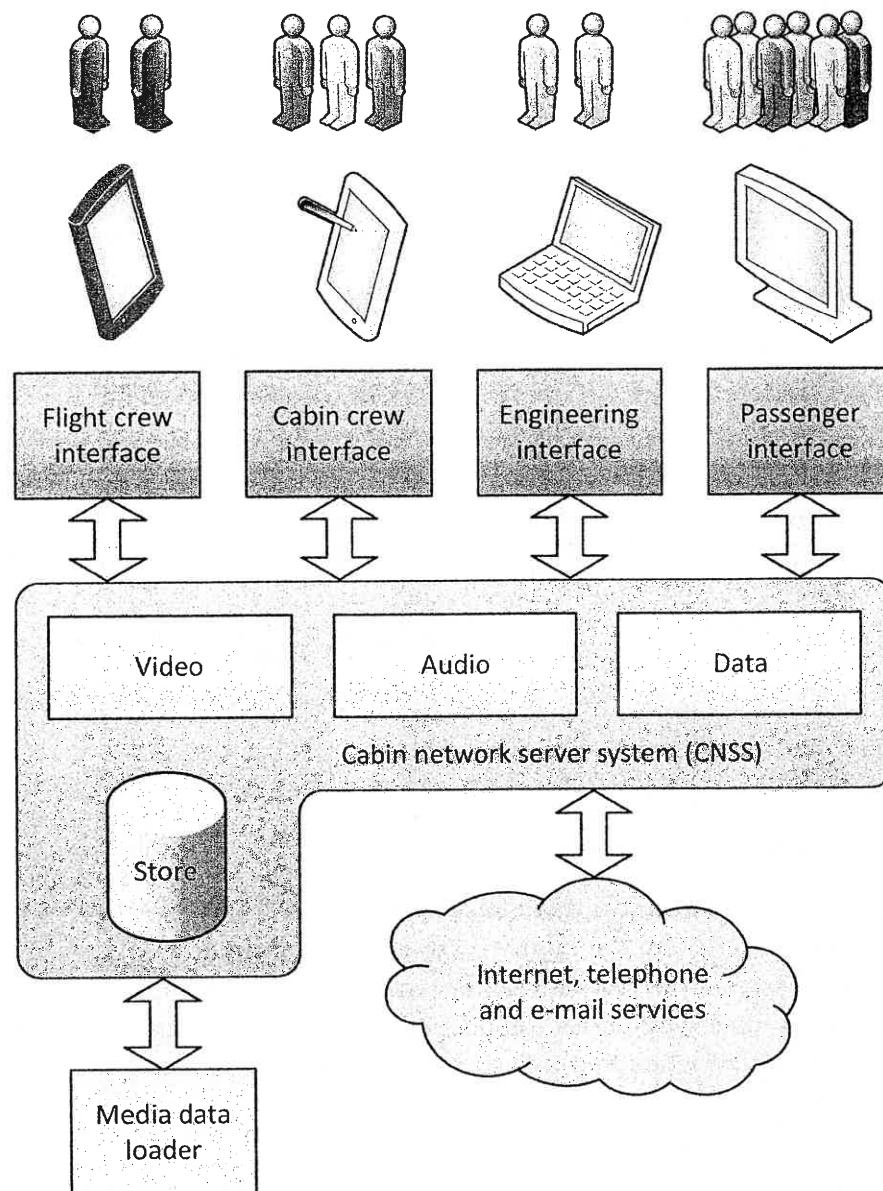 Flight crew
interface
Cabin crew
interface
Engineering
interface
Passenger
interface
Video
Audio
Data
Cabin network server system (CNSS)
Store
Internet, telephone
and e-mail services
Media data
loader